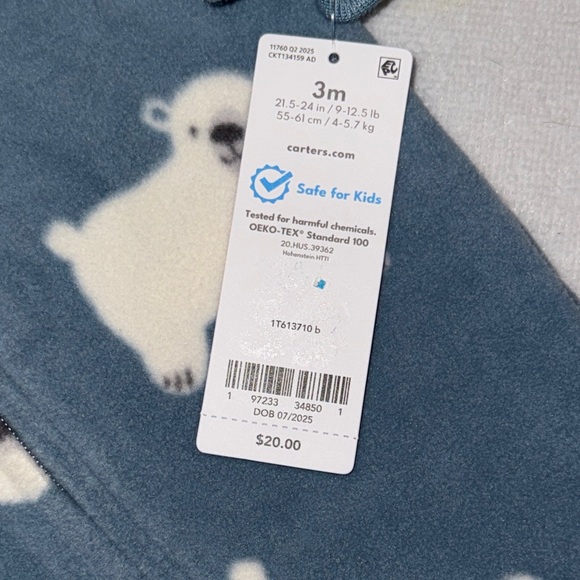 11760 Q2 2025
CKT134159 AD
3m
21.5-24 in / 9-12.5 lb
55-61 cm / 4-5.7 kg
carters.com
Safe for Kids
Tested for harmful chemicals.
OEKO-TEX® Standard 100
20.HUS.39362
Hohenstein HTTI
1T613710 b
1 97233 34850 1
DOB 07/2025
$20.00